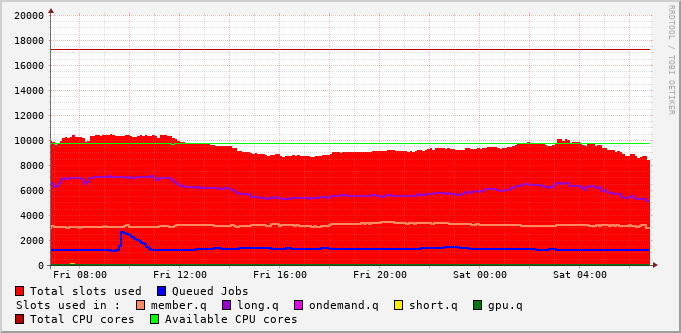 RRDTOOL / TOBI OETIKER
20000
18000
16000
14000
12000
10000
8000
6000
4000
2000
0
Fri 08:00 Fri 12:00 Fri 16:00 Fri 20:00 Sat 00:00 Sat 04:00
Total slots used Queued Jobs
Slots used in : member.q long.q ondemand.q short.q gpu.q
Total CPU cores Available CPU cores